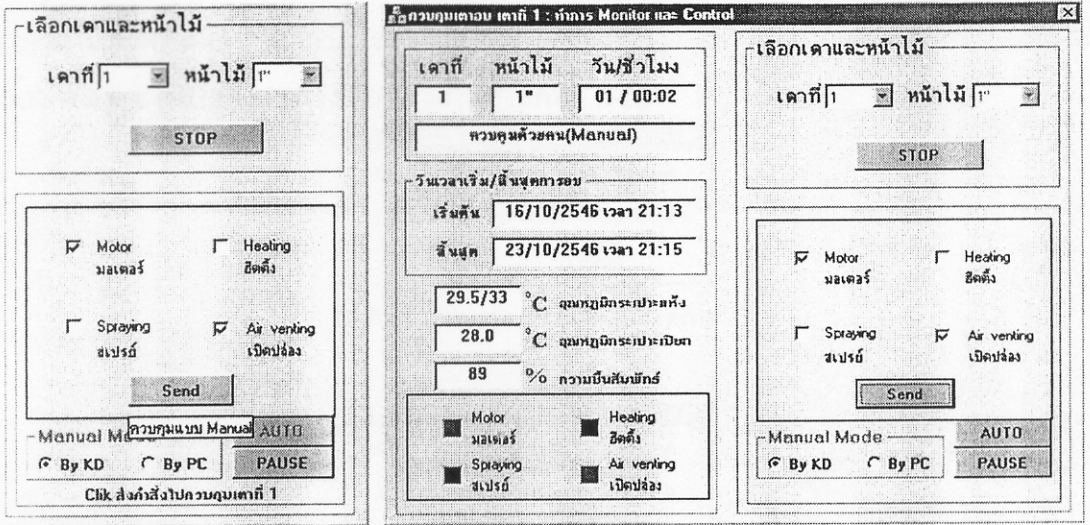 เลือกเตาและหน้าไม้
เตาที่ 1 หน้าไม้ 1"
STOP
Motor
มอเตอร์
Heating
ฮีตติ้ง
Spraying
สเปรย์
Air venting
เปิดปล่อง
Send
ควบคุมแบบ Manual
Manual M
AUTO
By KD By PC PAUSE
Clik ส่งคำสั่งไปควบคุมเตาที่ 1
ควบคุมเตาอบ เตาที่ 1 : ทำการ Monitor และ Control
เตาที่ หน้าไม้ วัน/ชั่วโมง
1 1" 01 / 00:02
ควบคุมด้วยคน(Manual)
วันเวลาเริ่ม/สิ้นสุดการอบ
เริ่มต้น 16/10/2546 เวลา 21:13
สิ้นสุด 23/10/2546 เวลา 21:15
29.5/33 °C อุณหภูมิกระเปาะแห้ง
28.0 °C อุณหภูมิกระเปาะเปียก
89 % ความชื้นสัมพัทธ์
Motor
มอเตอร์
Heating
ฮีตติ้ง
Spraying
สเปรย์
Air venting
เปิดปล่อง
เลือกเตาและหน้าไม้
เตาที่ 1 หน้าไม้ 1"
STOP
Motor
มอเตอร์
Heating
ฮีตติ้ง
Spraying
สเปรย์
Air venting
เปิดปล่อง
Send
Manual Mode
AUTO
By KD By PC PAUSE